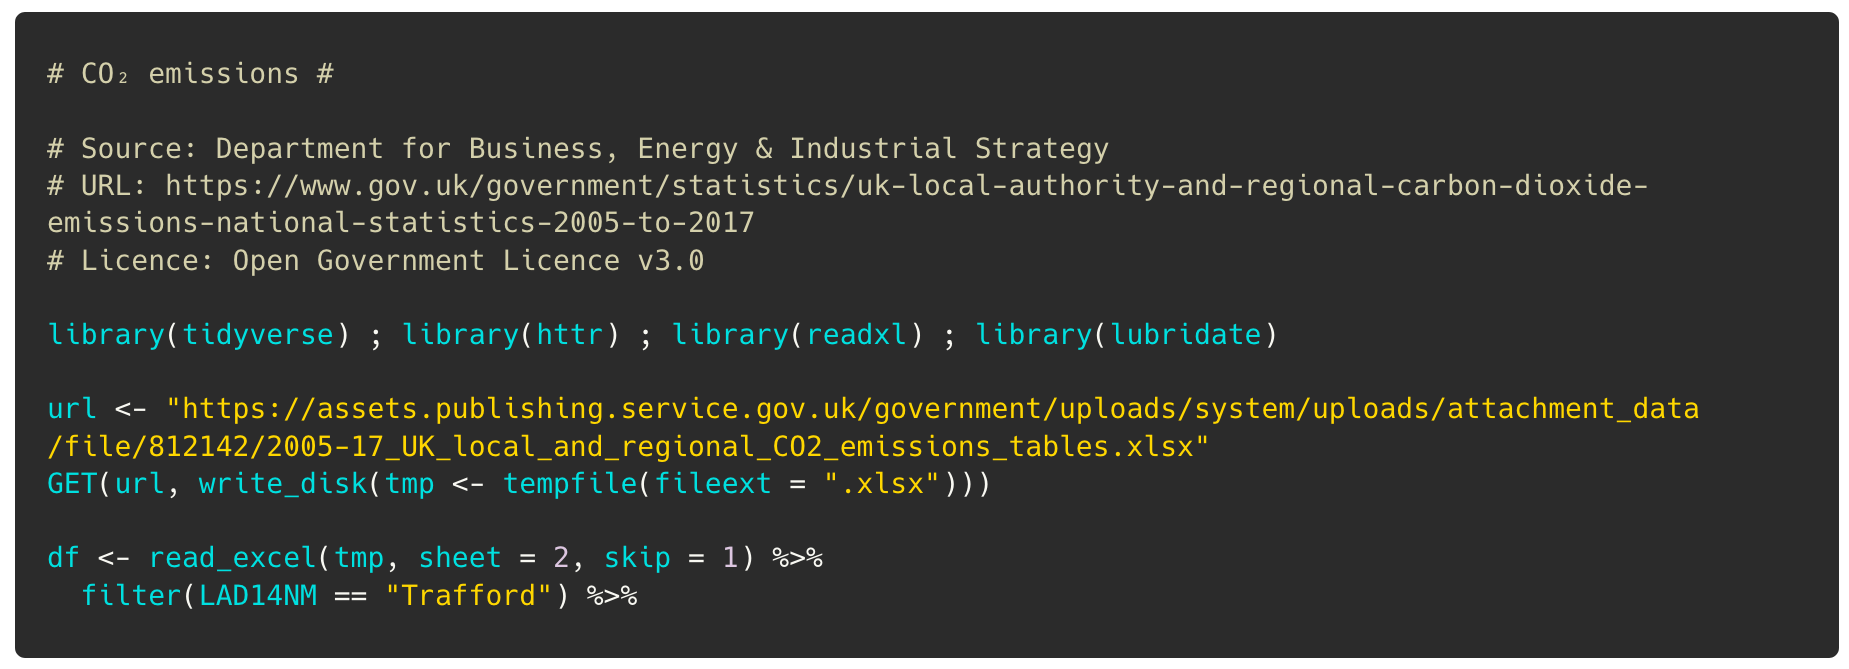 # CO₂ emissions #
# Source: Department for Business, Energy & Industrial Strategy
# URL: https://www.gov.uk/government/statistics/uk-local-authority-and-regional-carbon-dioxide-
emissions-national-statistics-2005-to-2017
# Licence: Open Government Licence v3.0
library(tidyverse) ; library(httr) ; library(readxl) ; library(lubridate)
url <- "https://assets.publishing.service.gov.uk/government/uploads/system/uploads/attachment_data
/file/812142/2005-17_UK_local_and_regional_CO2_emissions_tables.xlsx"
GET(url, write_disk(tmp <- tempfile(fileext = ".xlsx")))
df <- read_excel(tmp, sheet = 2, skip = 1) %>%
  filter(LAD14NM == "Trafford") %>%